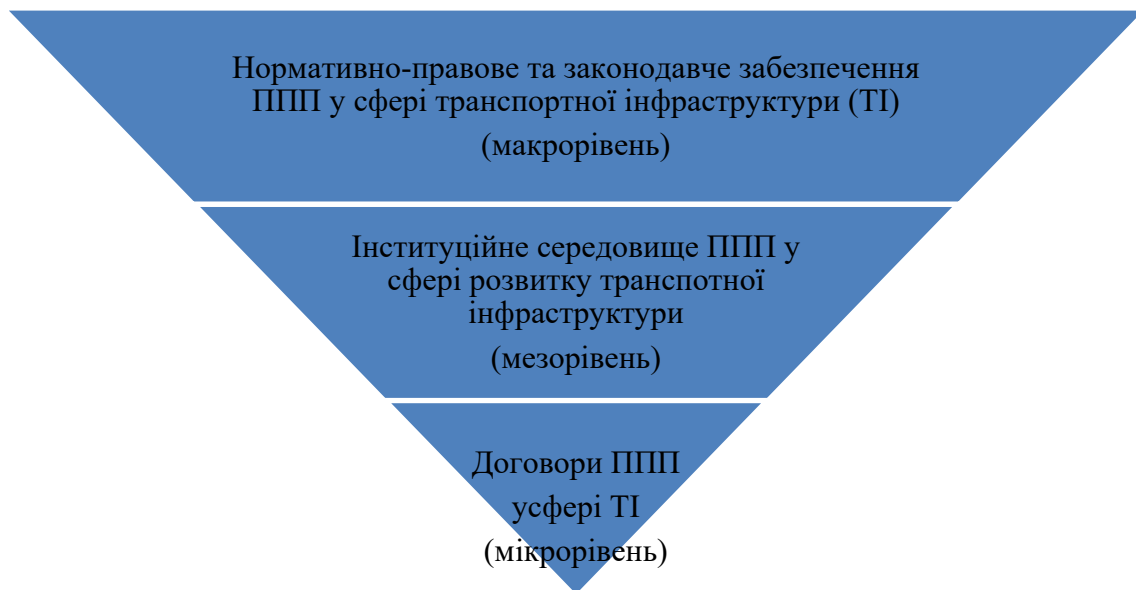 Нормативно-правове та законодавче забезпечення
ППП у сфері транспортної інфраструктури (ТІ)
(макрорівень)
Інституційне середовище ППП у
сфері розвитку транспотної
інфраструктури
(мезорівень)
Договори ППП
усфері ТІ
(мікрорівень)